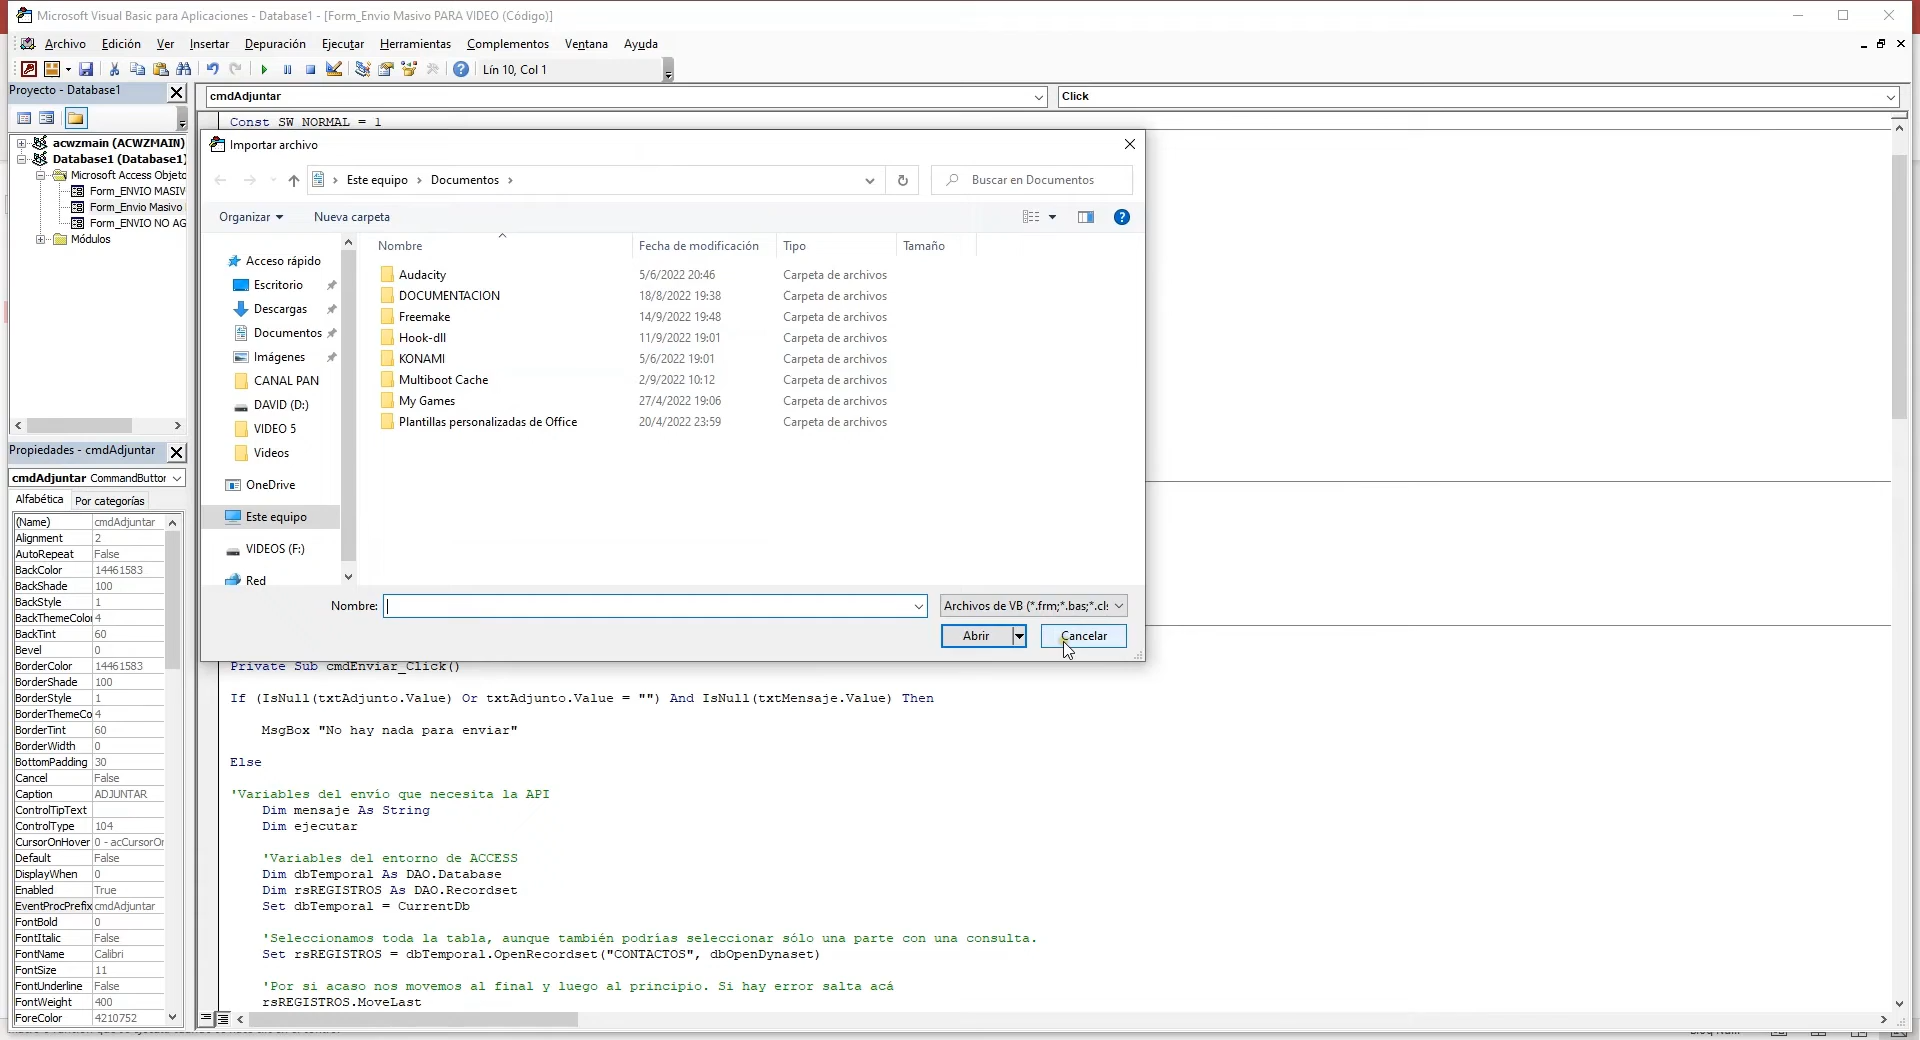 Microsoft Visual Basic para Aplicaciones - Database1 - [Form_Envio Masivo PARA VIDEO (Código)]
Archivo Edición Ver Insertar Depuración Ejecutar Herramientas Complementos Ventana Ayuda
Lín 10, Col 1
Proyecto - Database1
acwzmain (ACWZMAIN)
Database1 (Database1)
Microsoft Access Objeto
Form_ENVIO MASIV
Form_Envio Masivo
Form_ENVIO NO AG
Módulos
Propiedades - cmdAdjuntar
cmdAdjuntar CommandButton
Alfabética Por categorías
(Name) cmdAdjuntar
Alignment 2
AutoRepeat False
BackColor 14461583
BackShade 100
BackStyle 1
BackThemeColo 4
BackTint 60
Bevel 0
BorderColor 14461583
BorderShade 100
BorderStyle 1
BorderThemeCo 4
BorderTint 60
BorderWidth 0
BottomPadding 30
Cancel False
Caption ADJUNTAR
ControlTipText
ControlType 104
CursorOnHover 0 - acCursorOr
Default False
DisplayWhen 0
Enabled True
EventProcPrefix cmdAdjuntar
FontBold 0
FontItalic False
FontName Calibri
FontSize 11
FontUnderline False
FontWeight 400
ForeColor 4210752
cmdAdjuntar Click
Const SW_NORMAL = 1
Importar archivo
Este equipo Documentos
Buscar en Documentos
Organizar Nueva carpeta
Acceso rápido
Escritorio
Descargas
Documentos
Imágenes
CANAL PAN
DAVID (D:)
VIDEO 5
Videos
OneDrive
Este equipo
VIDEOS (F:)
Red
Nombre Fecha de modificación Tipo Tamaño
Audacity 5/6/2022 20:46 Carpeta de archivos
DOCUMENTACION 18/8/2022 19:38 Carpeta de archivos
Freemake 14/9/2022 19:48 Carpeta de archivos
Hook-dll 11/9/2022 19:01 Carpeta de archivos
KONAMI 5/6/2022 19:01 Carpeta de archivos
Multiboot Cache 2/9/2022 10:12 Carpeta de archivos
My Games 27/4/2022 19:06 Carpeta de archivos
Plantillas personalizadas de Office 20/4/2022 23:59 Carpeta de archivos
Nombre: Archivos de VB (*.frm;*.bas;*.cls
Abrir Cancelar
Private Sub cmdEnviar_Click()
If (IsNull(txtAdjunto.Value) Or txtAdjunto.Value = "") And IsNull(txtMensaje.Value) Then
MsgBox "No hay nada para enviar"
Else
'Variables del envío que necesita la API
Dim mensaje As String
Dim ejecutar
'Variables del entorno de ACCESS
Dim dbTemporal As DAO.Database
Dim rsREGISTROS As DAO.Recordset
Set dbTemporal = CurrentDb
'Seleccionamos toda la tabla, aunque también podrías seleccionar sólo una parte con una consulta.
Set rsREGISTROS = dbTemporal.OpenRecordset("CONTACTOS", dbOpenDynaset)
'Por si acaso nos movemos al final y luego al principio. Si hay error salta acá
rsREGISTROS.MoveLast